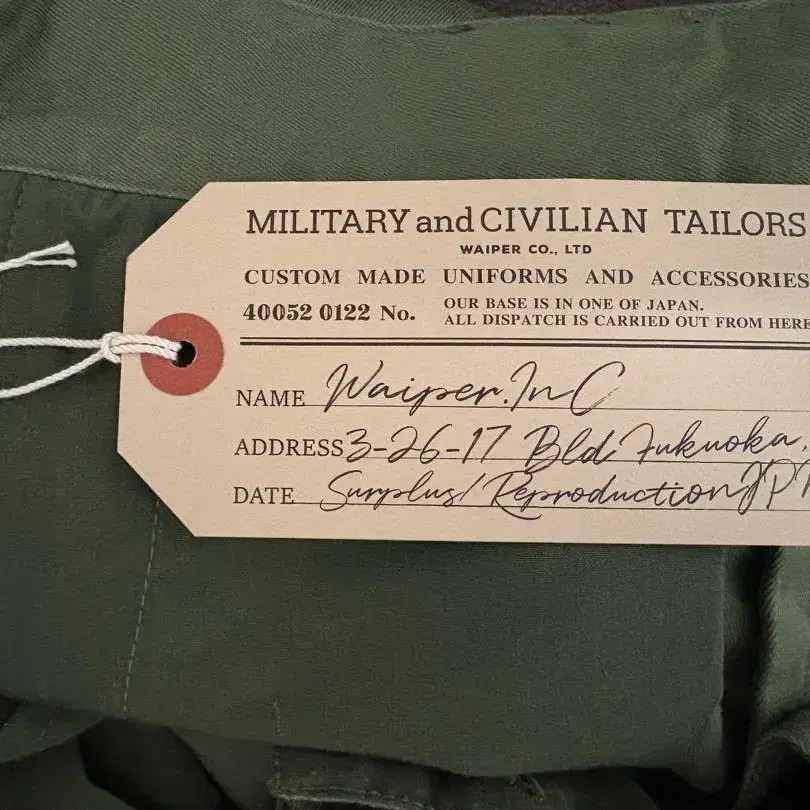 MILITARY and CIVILIAN TAILORS
WAIPER CO., LTD
CUSTOM MADE UNIFORMS AND ACCESSORIES
40052 0122 No.
OUR BASE IS IN ONE OF JAPAN.
ALL DISPATCH IS CARRIED OUT FROM HERE
NAME Waiper.InC
ADDRESS 3-26-17 Bld Fukuoka.
DATE Surplus/ReproductionJP